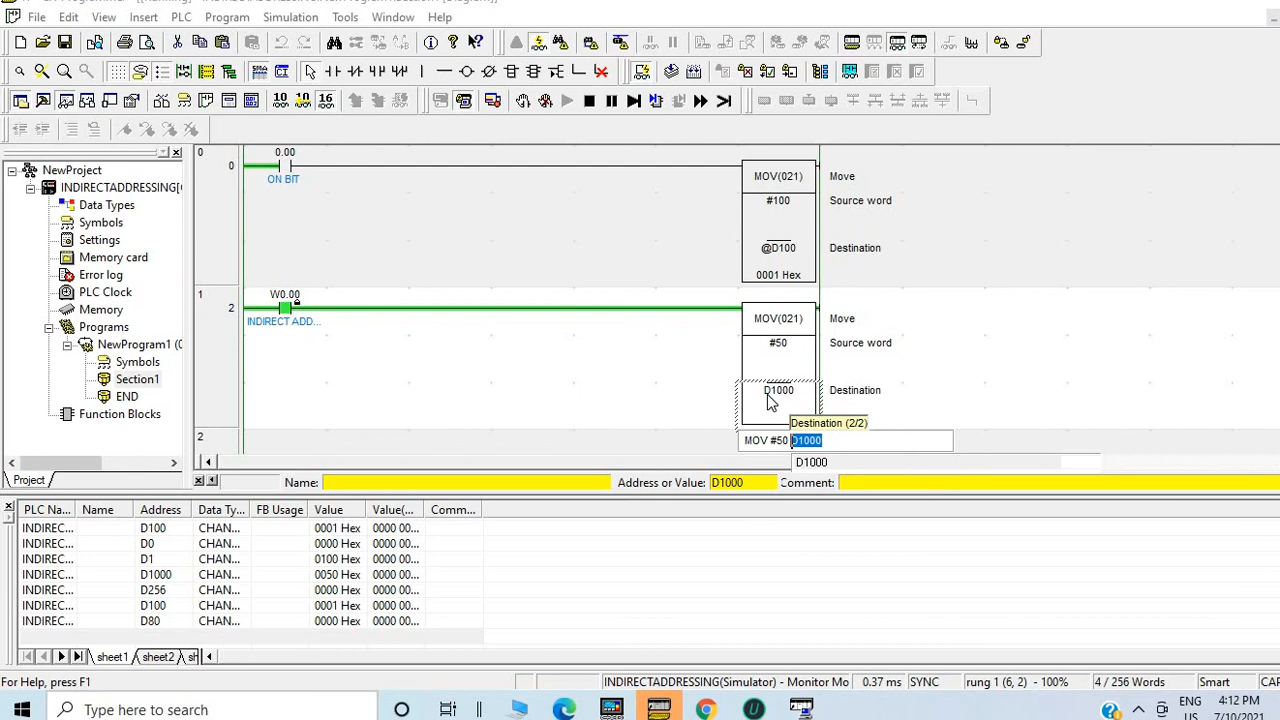 File Edit View Insert PLC Program Simulation Tools Window Help
10 10 16
NewProject
INDIRECTADDRESSING[
Data Types
Symbols
Settings
Memory card
Error log
PLC Clock
Memory
Programs
NewProgram1 (0
Symbols
Section1
END
Function Blocks
Project
0
0
0.00
ON BIT
MOV(021)
Move
#100
Source word
@D100
Destination
0001 Hex
1
2
W0.00
INDIRECT ADD...
MOV(021)
Move
#50
Source word
D1000
Destination
Destination (2/2)
2
MOV #50 D1000
D1000
Name: Address or Value: D1000 Comment:
PLC Na... Name Address Data Ty... FB Usage Value Value(... Comm...
INDIREC... D100 CHAN... 0001 Hex 0000 00...
INDIREC... D0 CHAN... 0000 Hex 0000 00...
INDIREC... D1 CHAN... 0100 Hex 0000 00...
INDIREC... D1000 CHAN... 0050 Hex 0000 00...
INDIREC... D256 CHAN... 0000 Hex 0000 00...
INDIREC... D100 CHAN... 0001 Hex 0000 00...
INDIREC... D80 CHAN... 0000 Hex 0000 00...
sheet1 sheet2 sh
For Help, press F1
INDIRECTADDRESSING(Simulator) - Monitor Mo 0.37 ms SYNC rung 1 (6, 2) - 100% 4 / 256 Words Smart CAP
Type here to search
ENG
4:12 PM